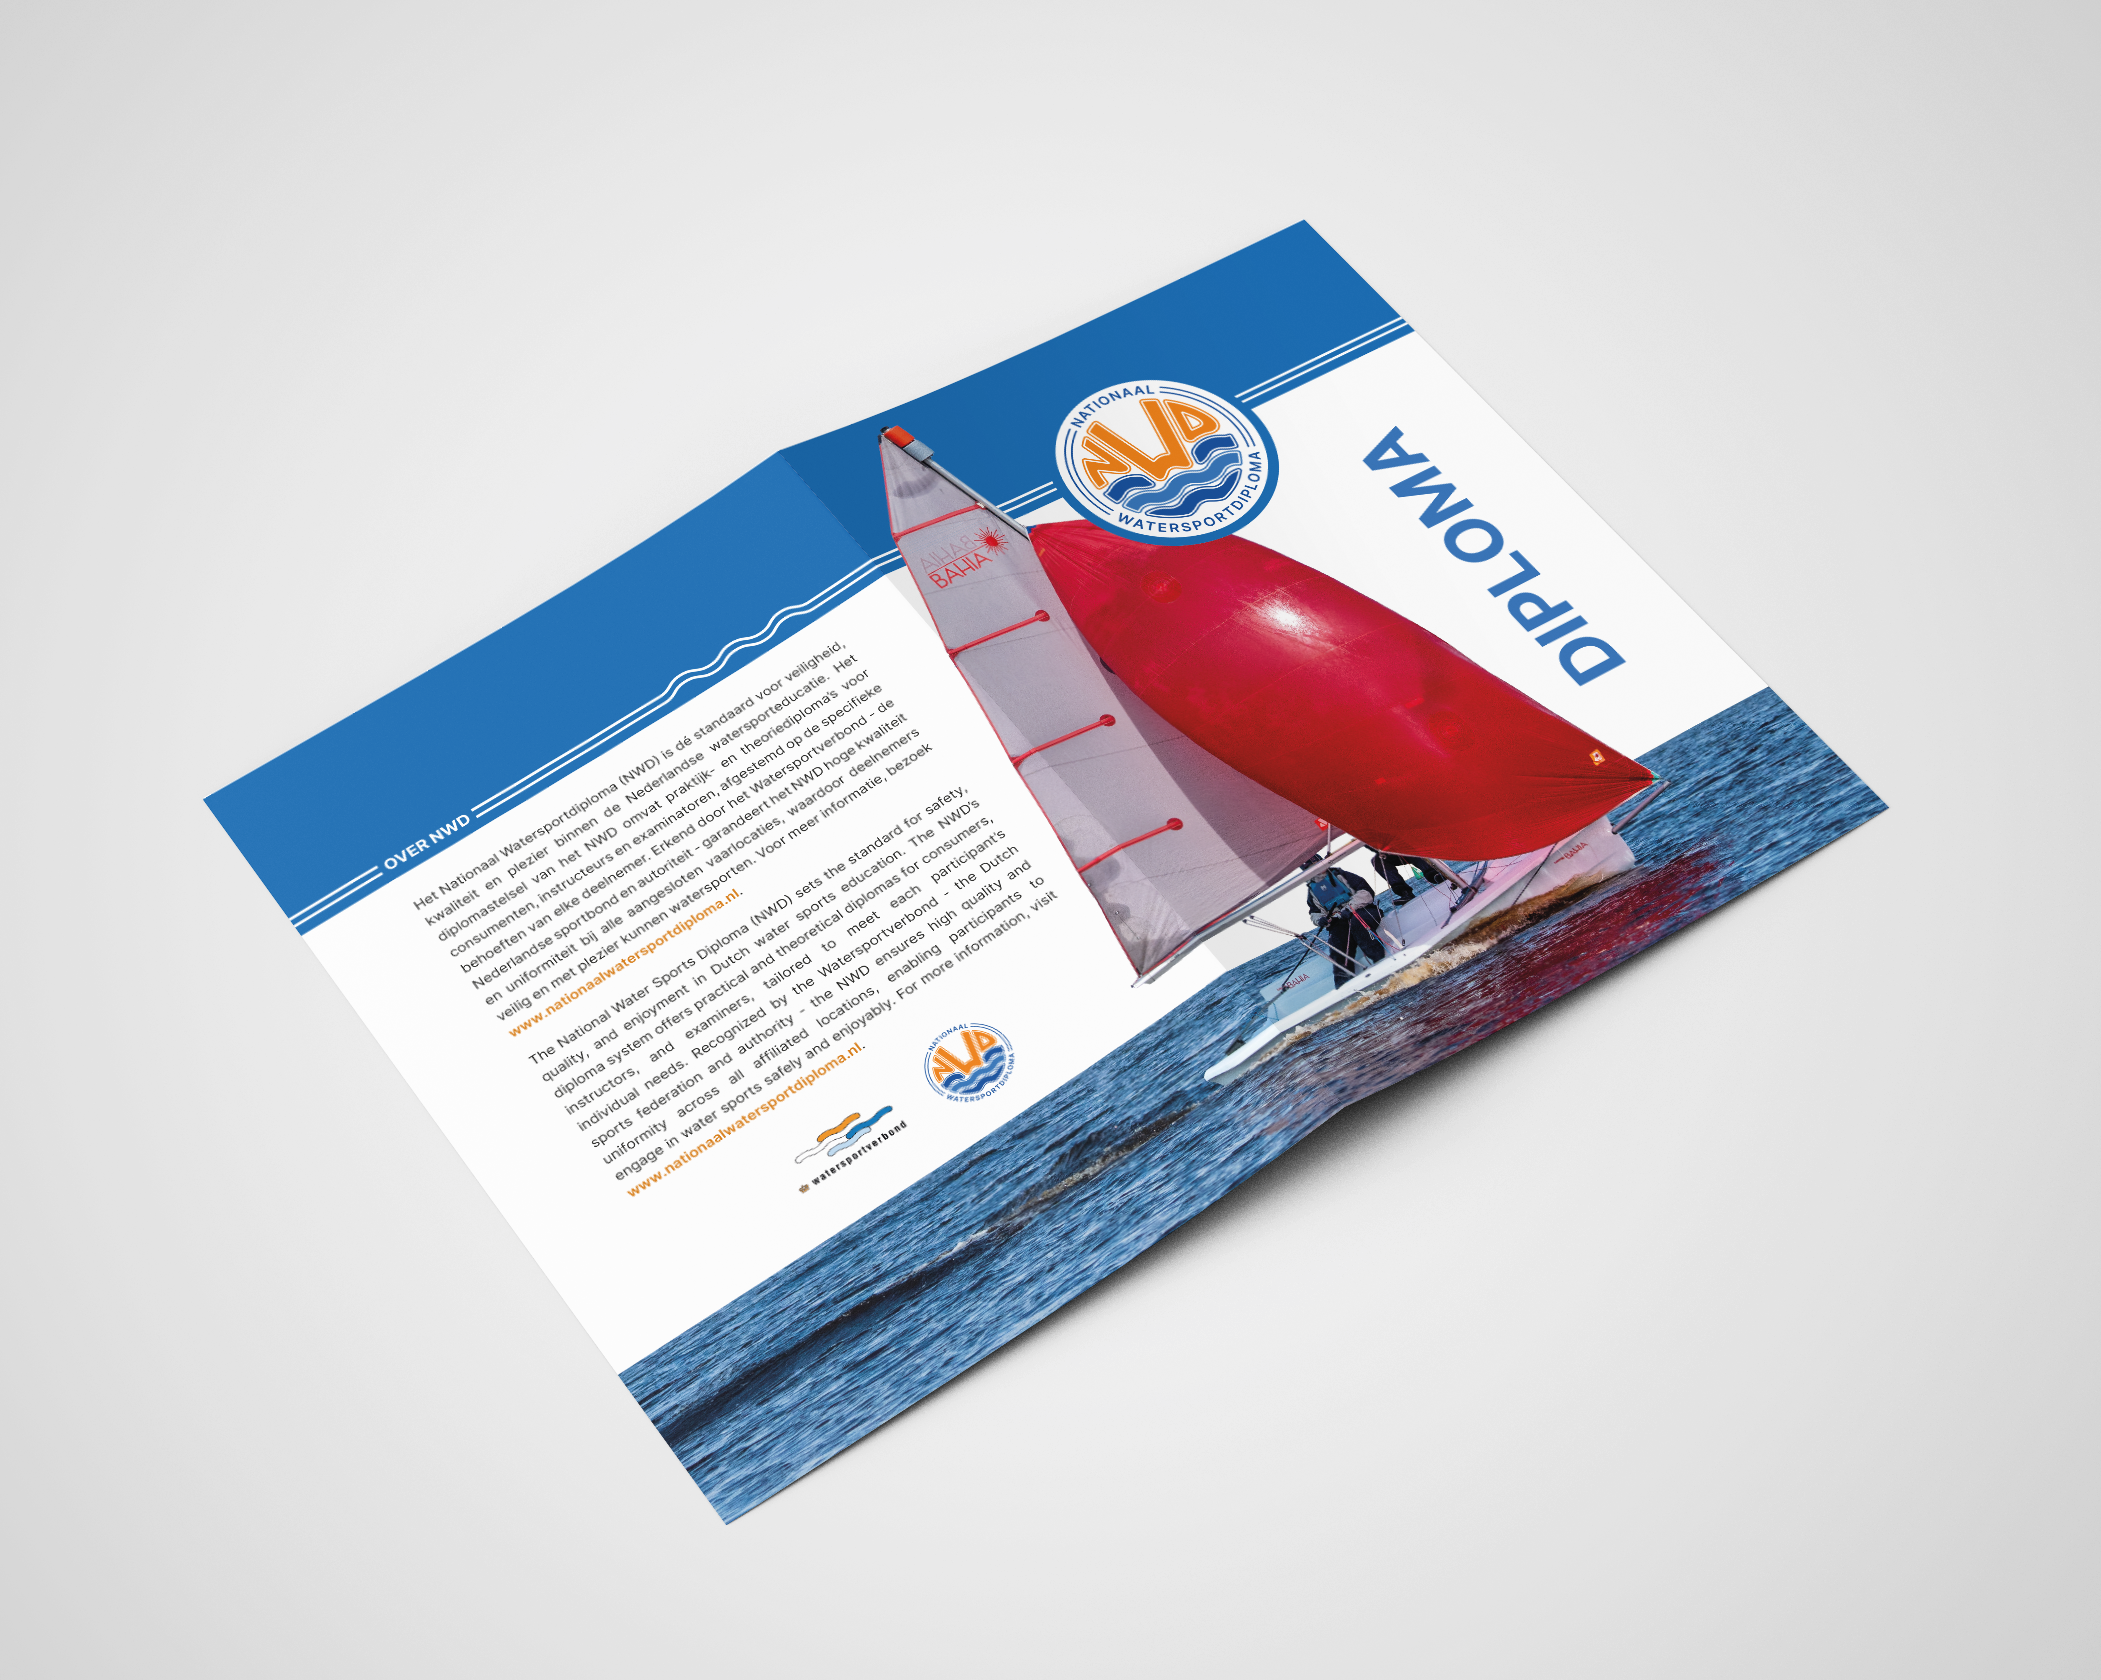 OVER NWD
Het Nationaal Watersportdiploma (NWD) is dé standaard voor veiligheid,
kwaliteit en plezier binnen de Nederlandse watersporteducatie. Het
diplomastelsel van het NWD omvat praktijk- en theoriediploma's voor
consumenten, instructeurs en examinatoren, afgestemd op de specifieke
behoeften van elke deelnemer. Erkend door het Watersportverbond - de
Nederlandse sportbond en autoriteit - garandeert het NWD hoge kwaliteit
en uniformiteit bij alle aangesloten vaarlocaties, waardoor deelnemers
veilig en met plezier kunnen watersporten. Voor meer informatie, bezoek
www.nationaalwatersportdiploma.nl.
The National Water Sports Diploma (NWD) sets the standard for safety,
quality, and enjoyment in Dutch water sports education. The NWD's
diploma system offers practical and theoretical diplomas for consumers,
instructors, and examiners, tailored to meet each participant's
individual needs. Recognized by the Watersportverbond - the Dutch
sports federation and authority - the NWD ensures high quality and
uniformity across all affiliated locations, enabling participants to
engage in water sports safely and enjoyably. For more information, visit
www.nationaalwatersportdiploma.nl.
watersportverbond
NATIONAAL
NWD
WATERSPORTDIPLOMA
NATIONAAL
NWD
WATERSPORTDIPLOMA
DIPLOMA
BAHIA
BAHIA
BAHIA
BAHIA